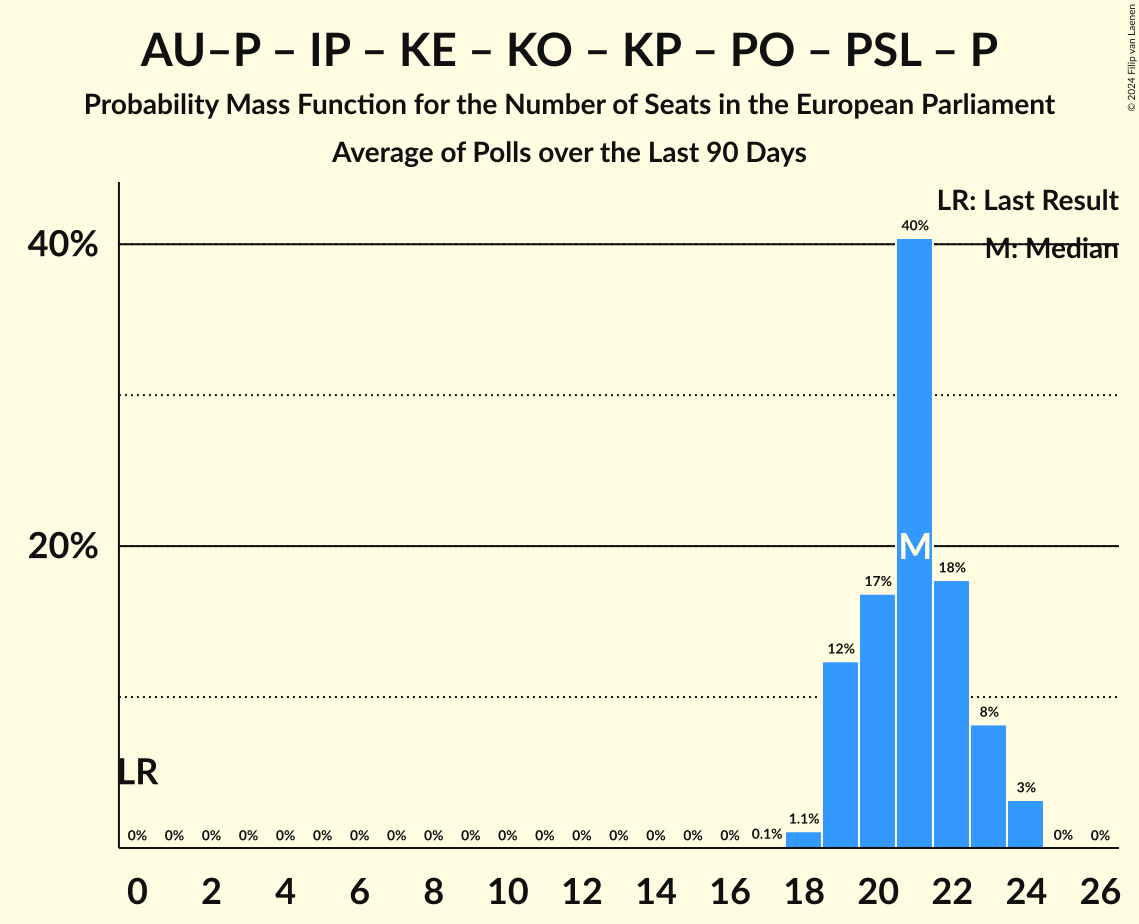 AU–P – IP – KE – KO – KP – PO – PSL – P
Probability Mass Function for the Number of Seats in the European Parliament
Average of Polls over the Last 90 Days
© 2024 Filip van Laenen
LR: Last Result
M: Median
40%
20%
40%
M
18%
17%
12%
8%
3%
1.1%
0.1%
LR
0% 0% 0% 0% 0% 0% 0% 0% 0% 0% 0% 0% 0% 0% 0% 0% 0% 0% 0%
0 2 4 6 8 10 12 14 16 18 20 22 24 26